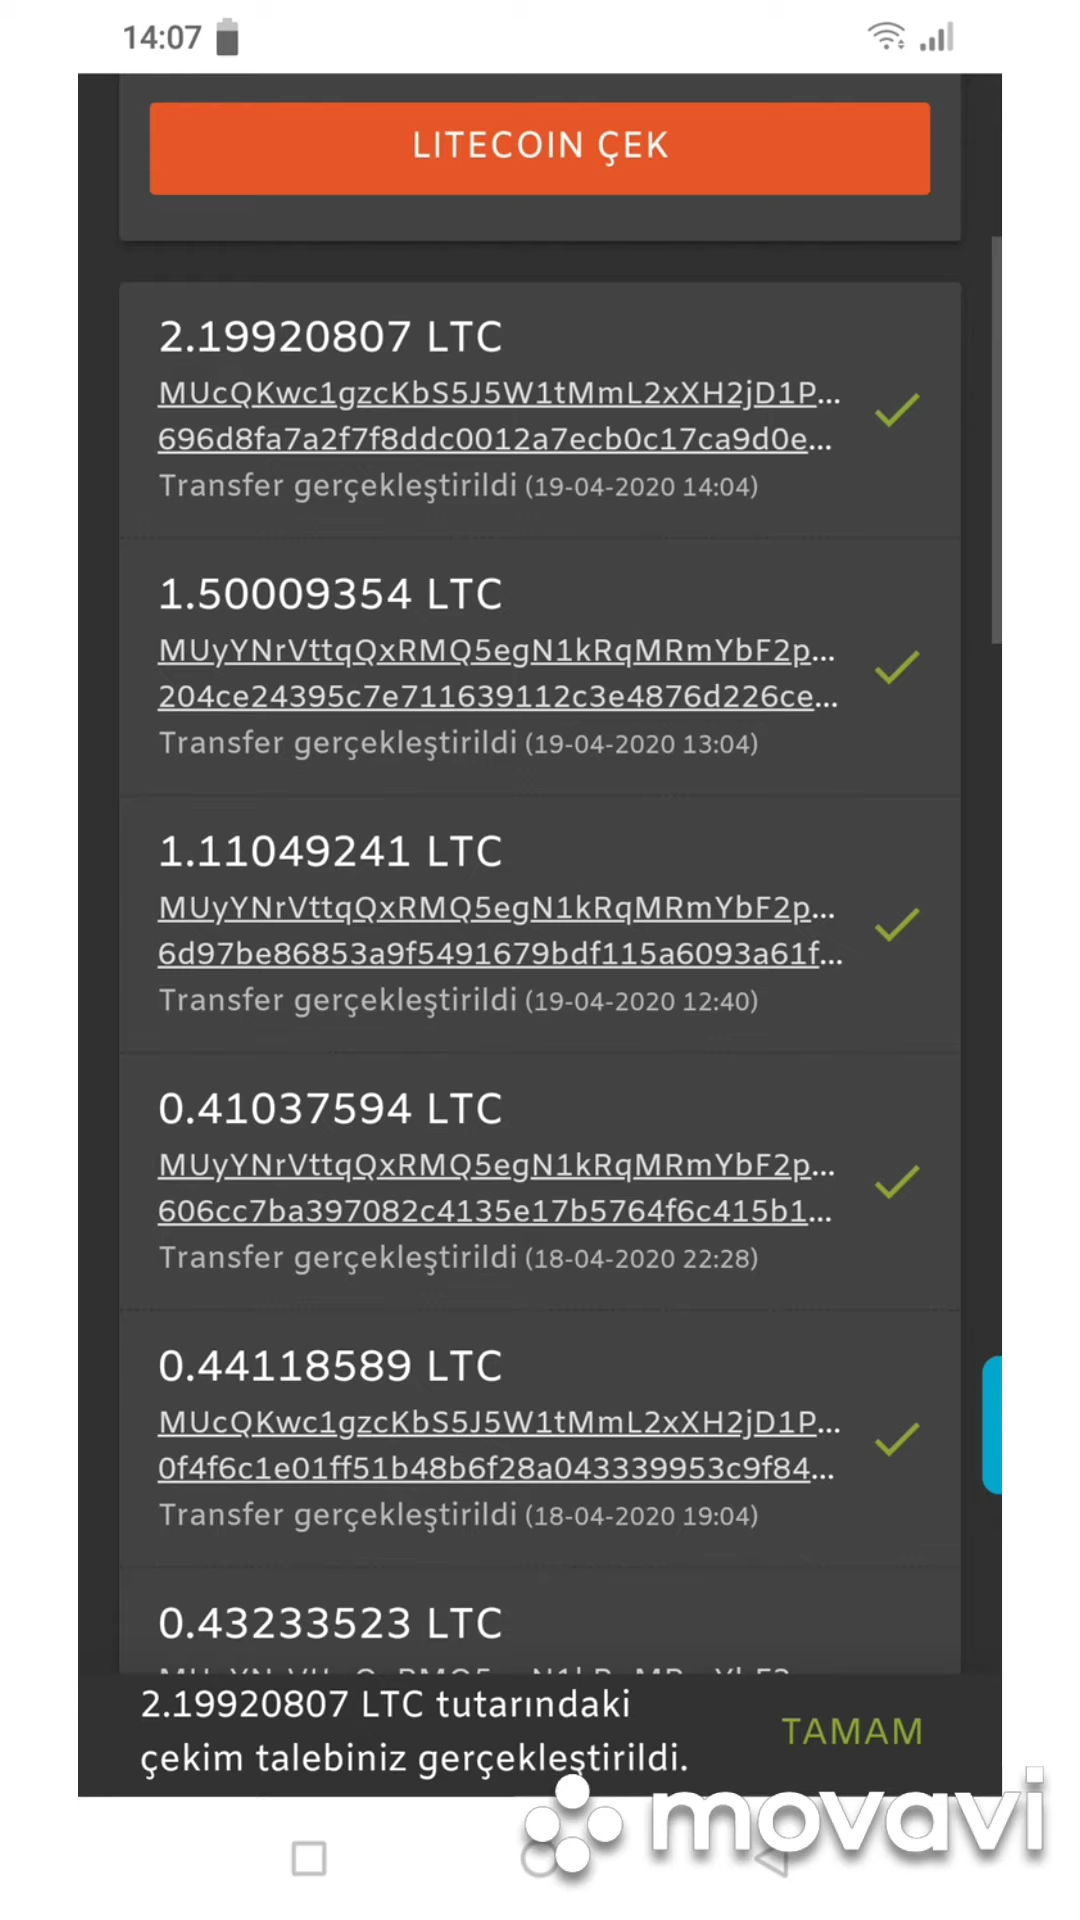 14:07
LITECOIN ÇEK
2.19920807 LTC
MUcQKwc1gzcKbS5J5W1tMmL2xXH2jD1P...
696d8fa7a2f7f8ddc0012a7ecb0c17ca9d0e...
Transfer gerçekleştirildi (19-04-2020 14:04)
1.50009354 LTC
MUyYNrVttqQxRMQ5egN1kRqMRmYbF2p...
204ce24395c7e711639112c3e4876d226ce...
Transfer gerçekleştirildi (19-04-2020 13:04)
1.11049241 LTC
MUyYNrVttqQxRMQ5egN1kRqMRmYbF2p...
6d97be86853a9f5491679bdf115a6093a61f...
Transfer gerçekleştirildi (19-04-2020 12:40)
0.41037594 LTC
MUyYNrVttqQxRMQ5egN1kRqMRmYbF2p...
606cc7ba397082c4135e17b5764f6c415b1...
Transfer gerçekleştirildi (18-04-2020 22:28)
0.44118589 LTC
MUcQKwc1gzcKbS5J5W1tMmL2xXH2jD1P...
0f4f6c1e01ff51b48b6f28a043339953c9f84...
Transfer gerçekleştirildi (18-04-2020 19:04)
0.43233523 LTC
2.19920807 LTC tutarındaki
çekim talebiniz gerçekleştirildi.
TAMAM
movavi